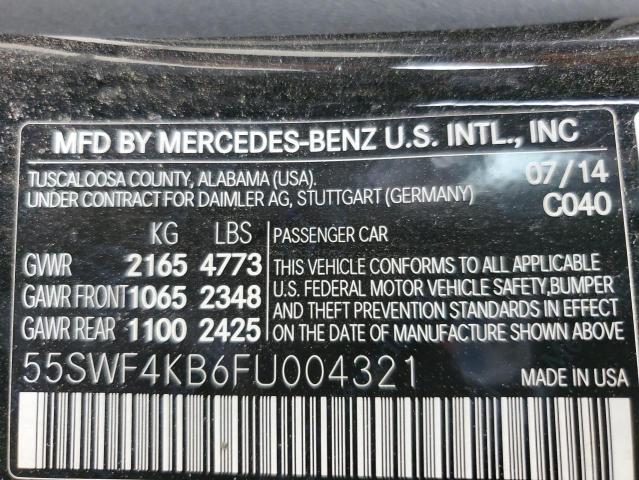 MFD BY MERCEDES-BENZ U.S. INTL., INC
TUSCALOOSA COUNTY, ALABAMA (USA). 07/14
UNDER CONTRACT FOR DAIMLER AG, STUTTGART (GERMANY) C040
KG LBS PASSENGER CAR
GVWR 2165 4773 THIS VEHICLE CONFORMS TO ALL APPLICABLE
GAWR FRONT 1065 2348 U.S. FEDERAL MOTOR VEHICLE SAFETY,BUMPER
AND THEFT PREVENTION STANDARDS IN EFFECT
GAWR REAR 1100 2425 ON THE DATE OF MANUFACTURE SHOWN ABOVE.
55SWF4KB6FU004321 MADE IN USA